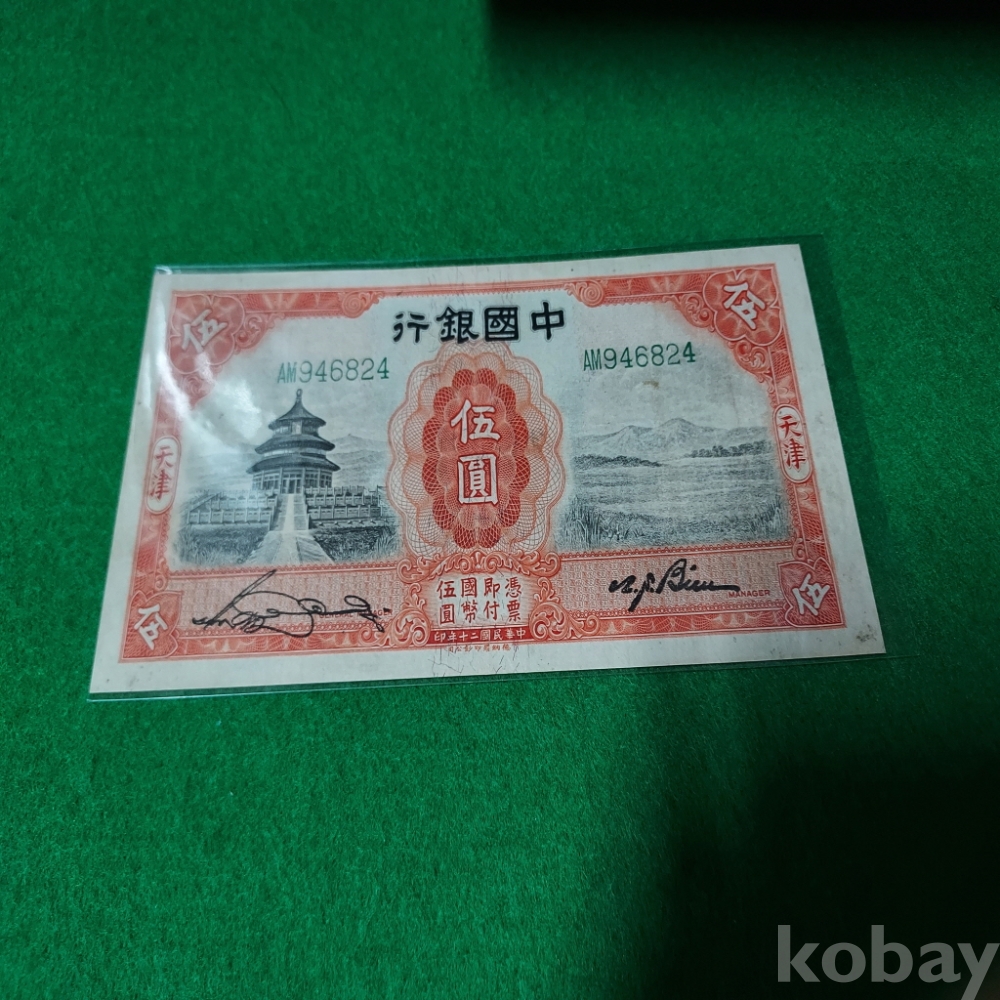 伍
伍
行銀國中
AM946824
AM946824
伍
圓
天津
天津
憑票
即付
國幣
伍圓
MANAGER
印年十二國民華中
伍
伍
kobay